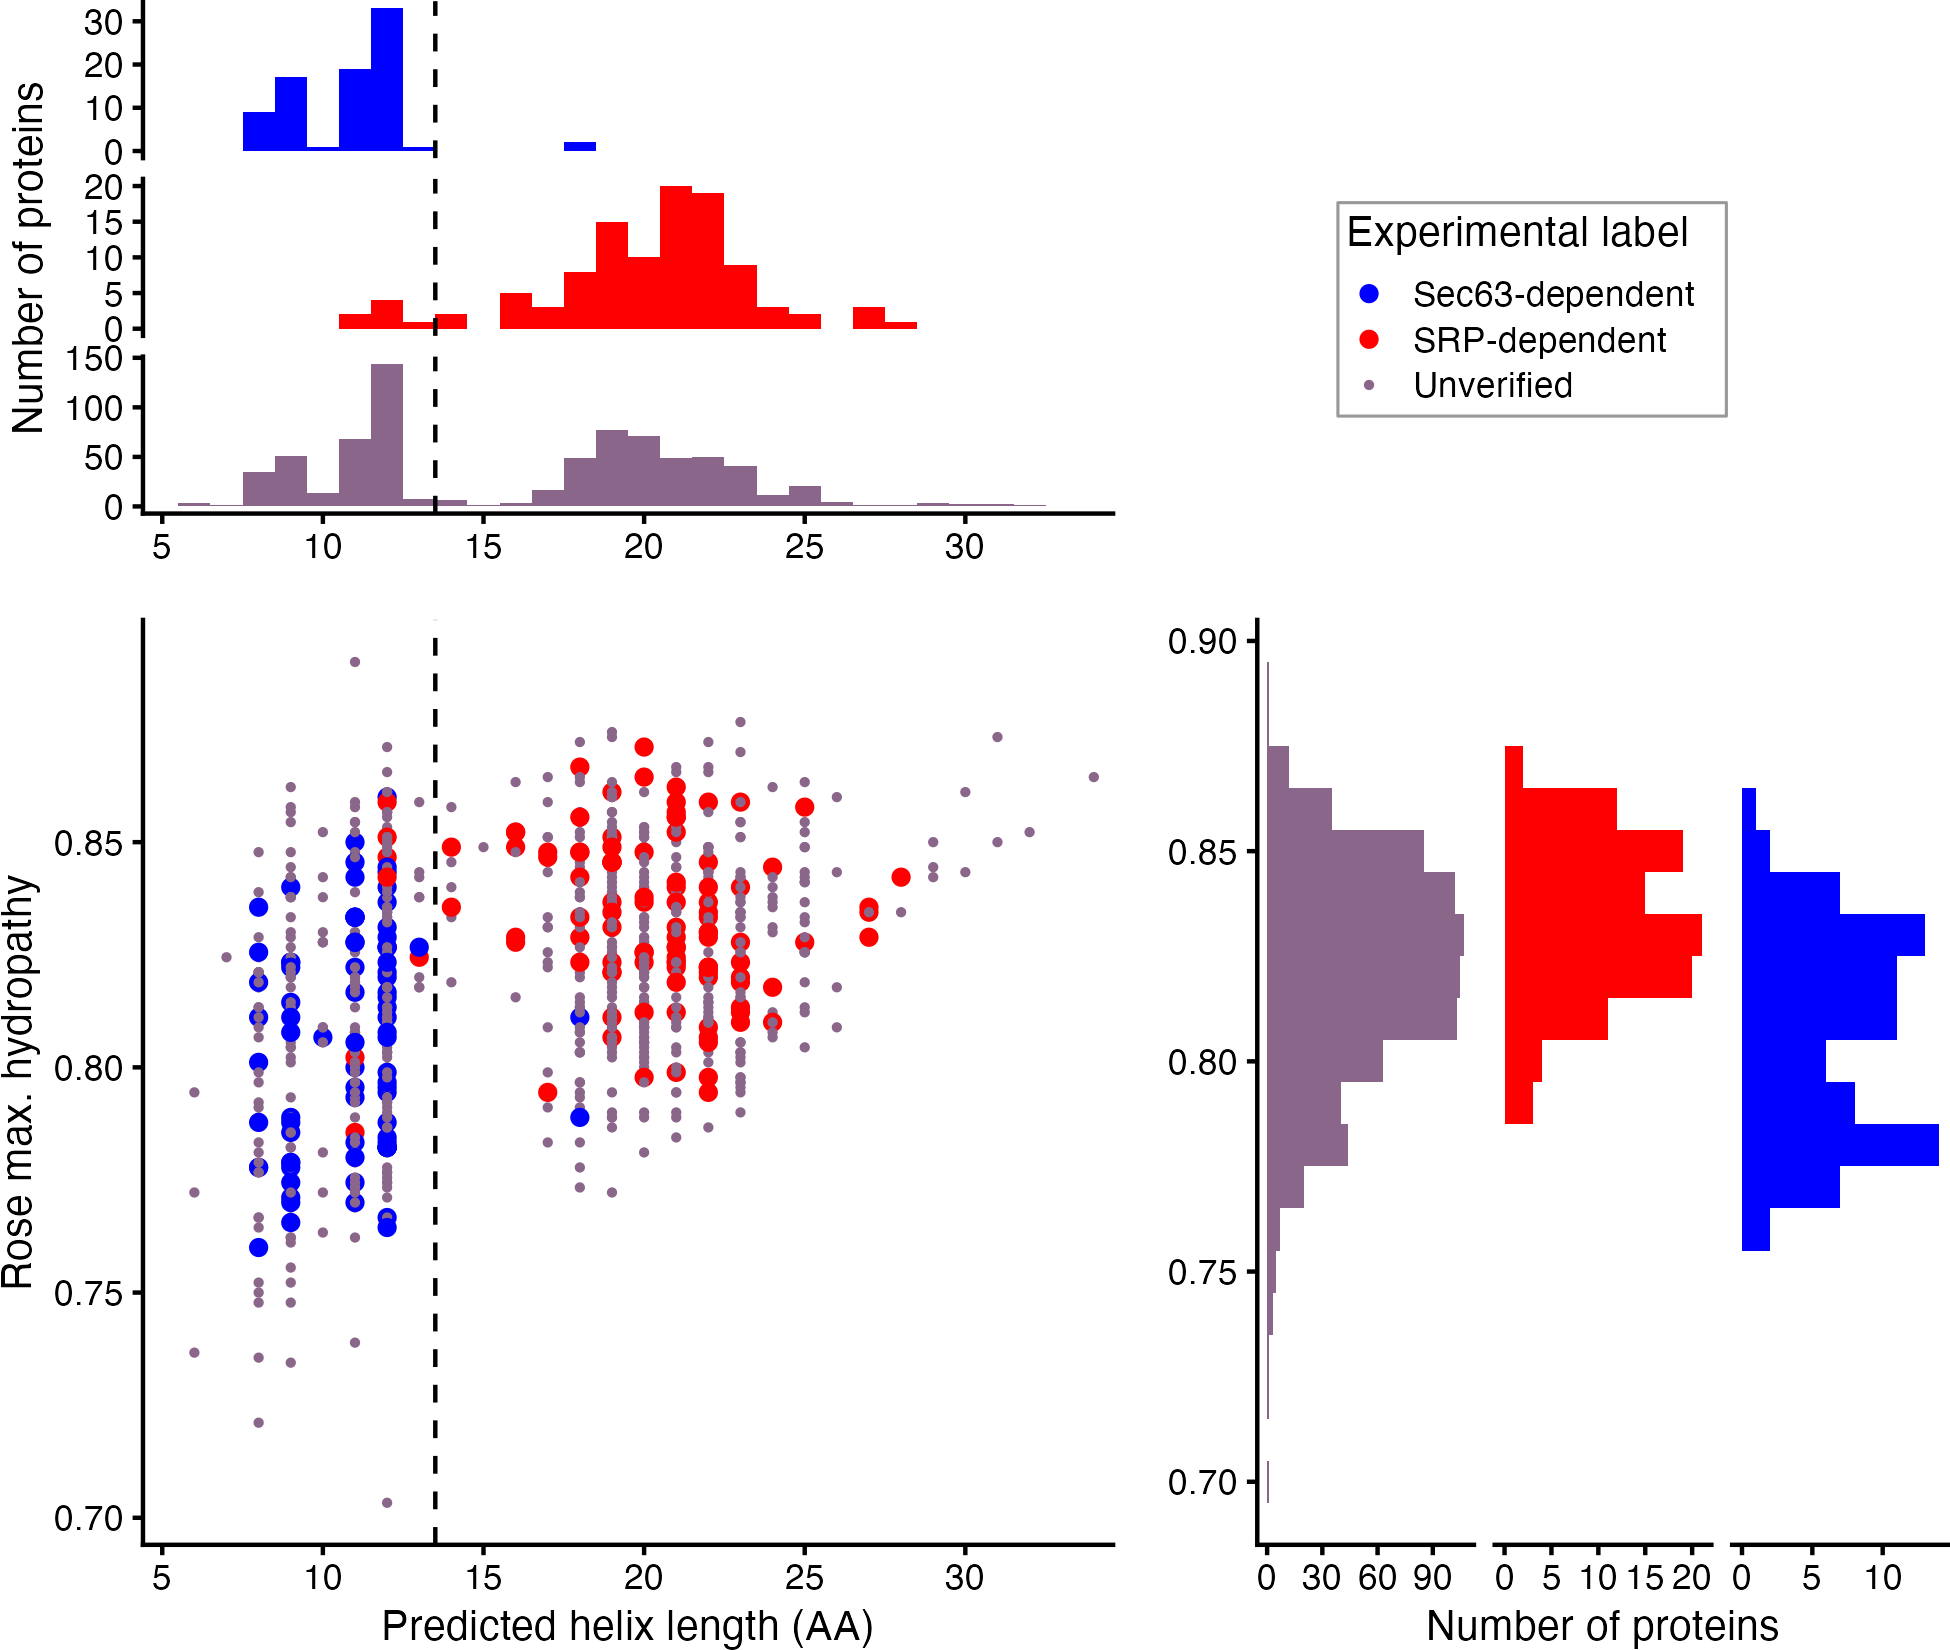 Number of proteins
30
20
10
0
20
15
10
5
0
150
100
50
0
5 10 15 20 25 30
Experimental label
Sec63-dependent
SRP-dependent
Unverified
Rose max. hydropathy
0.85
0.80
0.75
0.70
5 10 15 20 25 30
Predicted helix length (AA)
0.90
0.85
0.80
0.75
0.70
0 30 60 90 0 5 10 15 20 0 5 10
Number of proteins